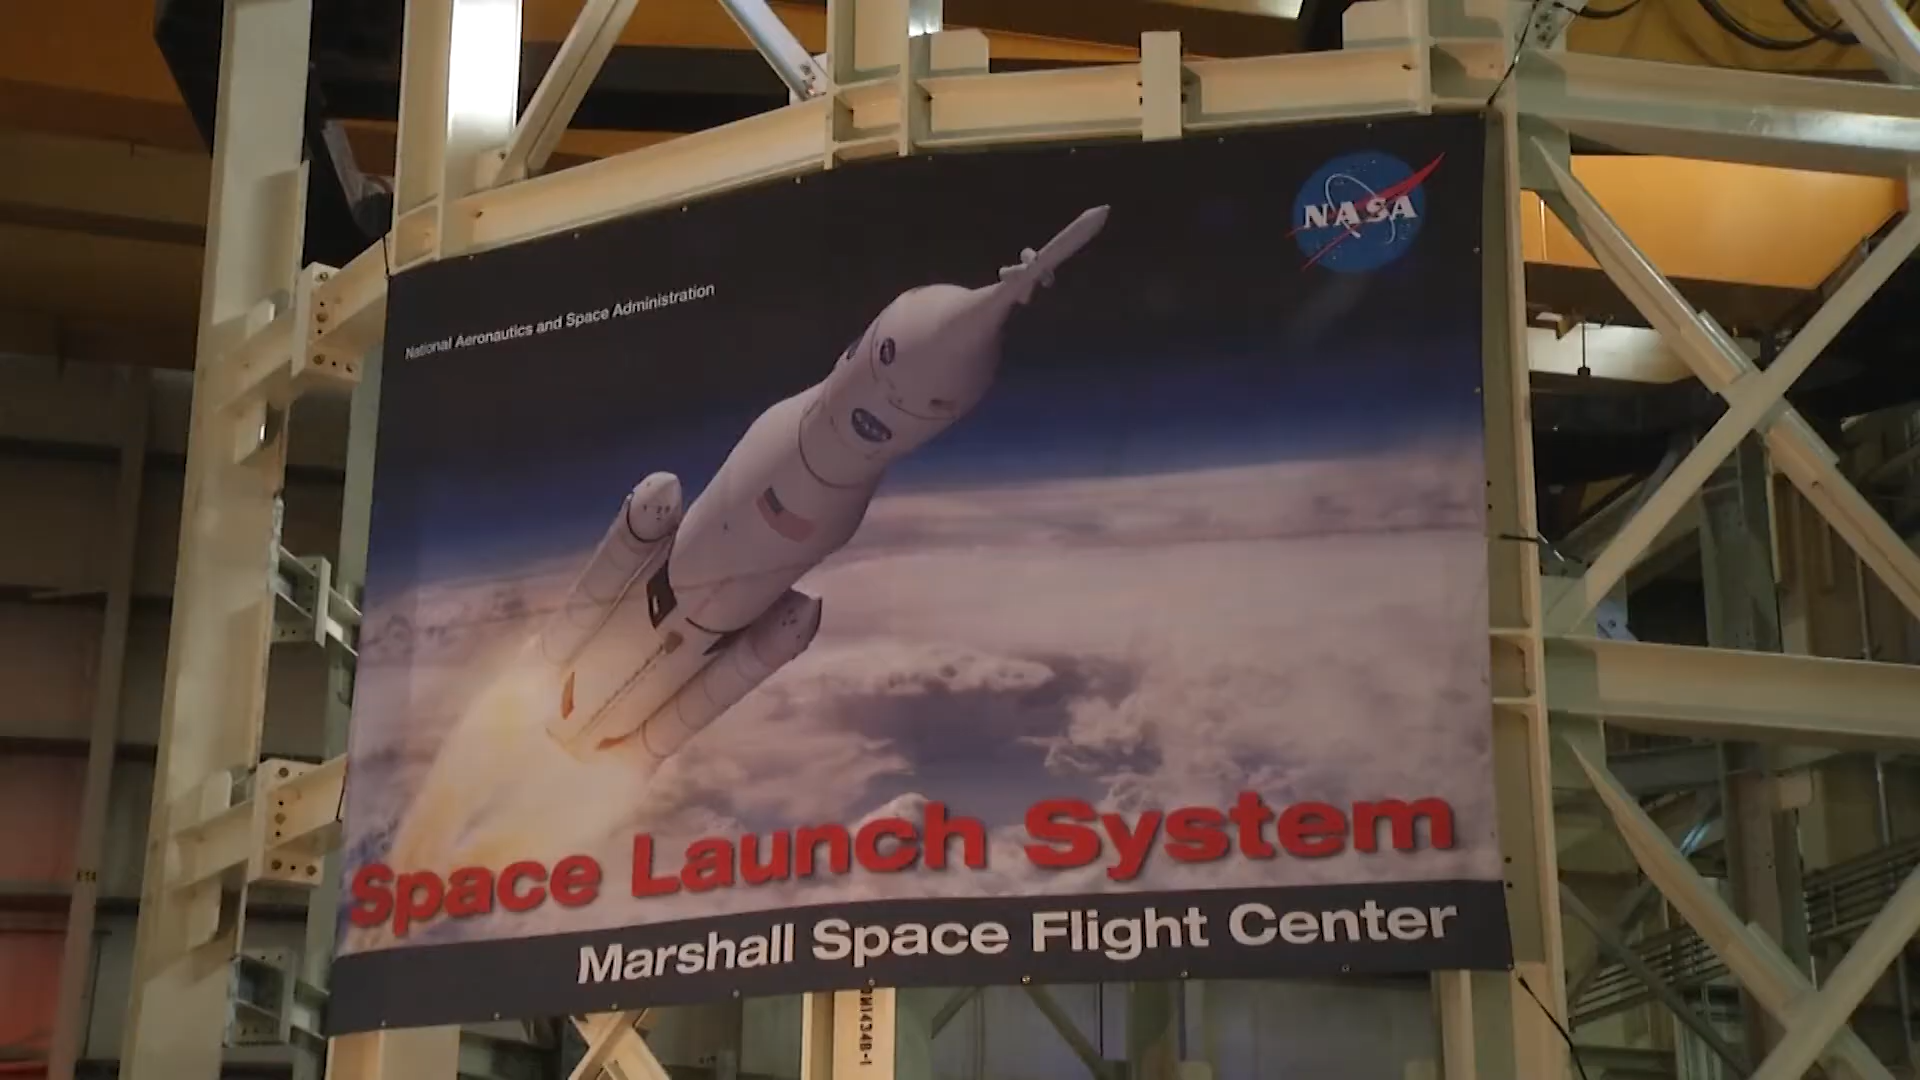 National Aeronautics and Space Administration
NASA
Space Launch System
Marshall Space Flight Center